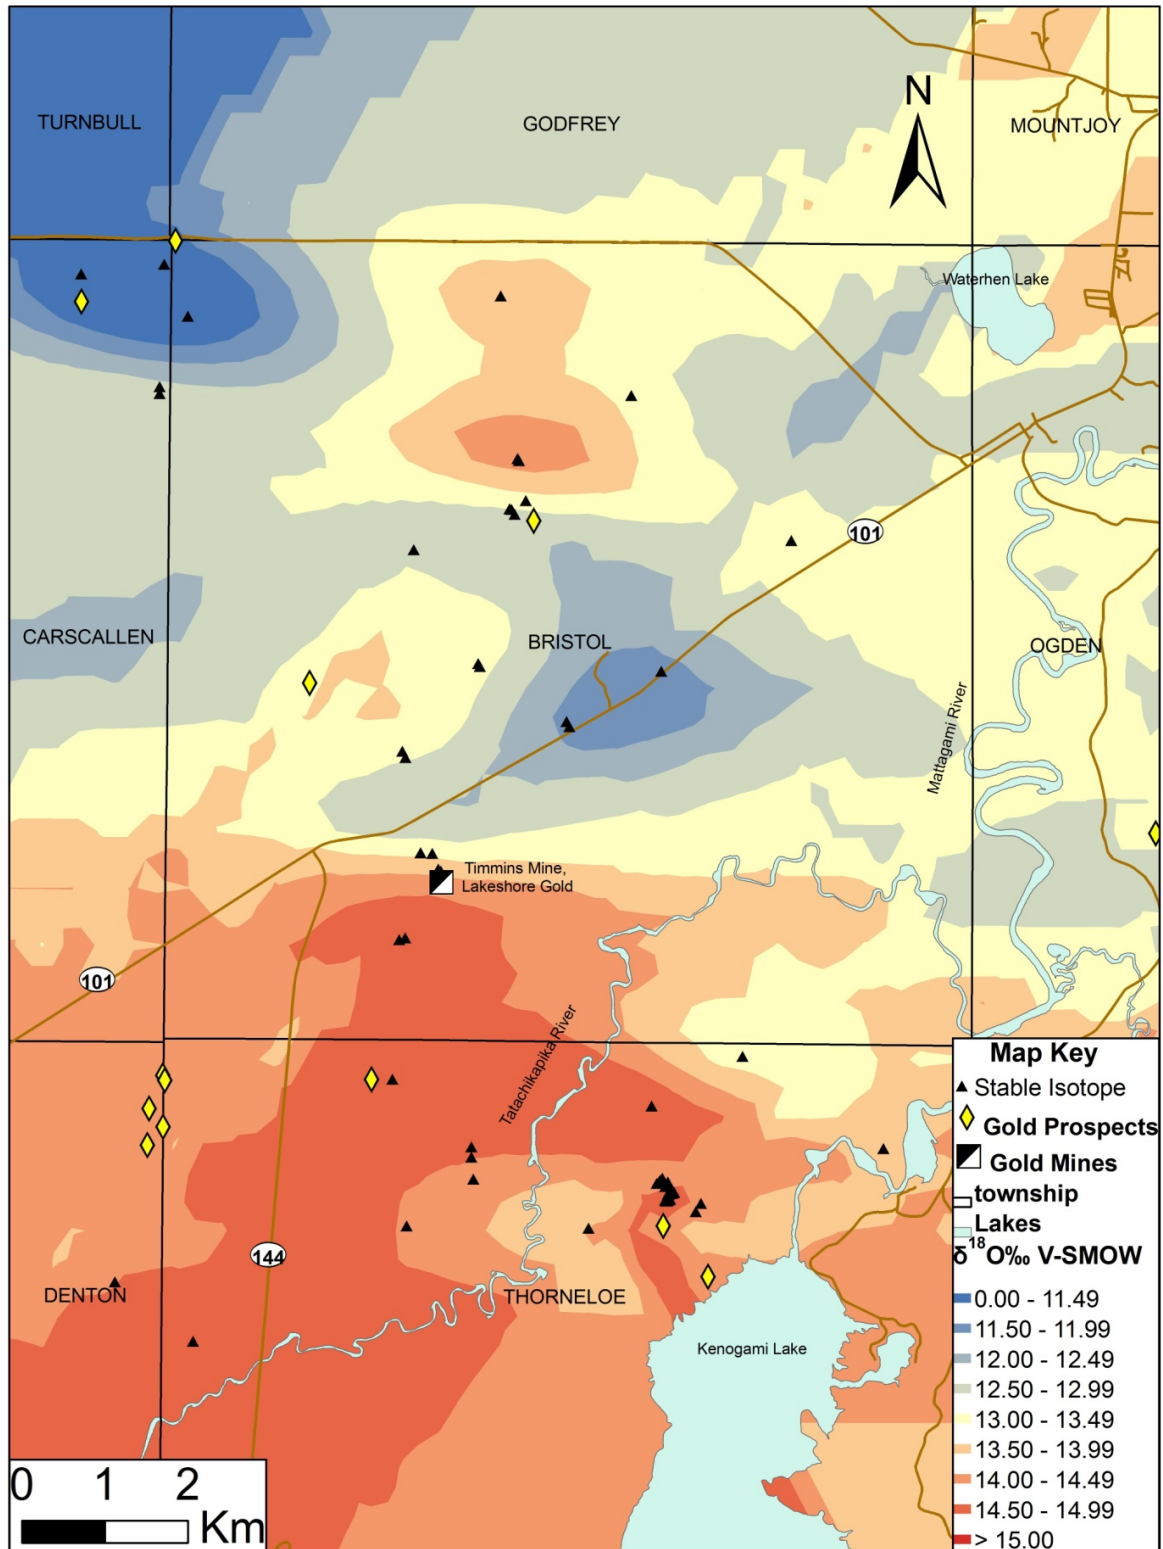 N
TURNBULL
GODFREY
MOUNTJOY
Waterhen Lake
101
CARSCALLEN
BRISTOL
OGDEN
Mattagami River
Timmins Mine,
Lakeshore Gold
101
Tatachikapika River
144
DENTON
THORNELOE
Kenogami Lake
0 1 2
Km
Map Key
Stable Isotope
Gold Prospects
Gold Mines
township
Lakes
δ¹⁸O‰ V-SMOW
0.00 - 11.49
11.50 - 11.99
12.00 - 12.49
12.50 - 12.99
13.00 - 13.49
13.50 - 13.99
14.00 - 14.49
14.50 - 14.99
> 15.00